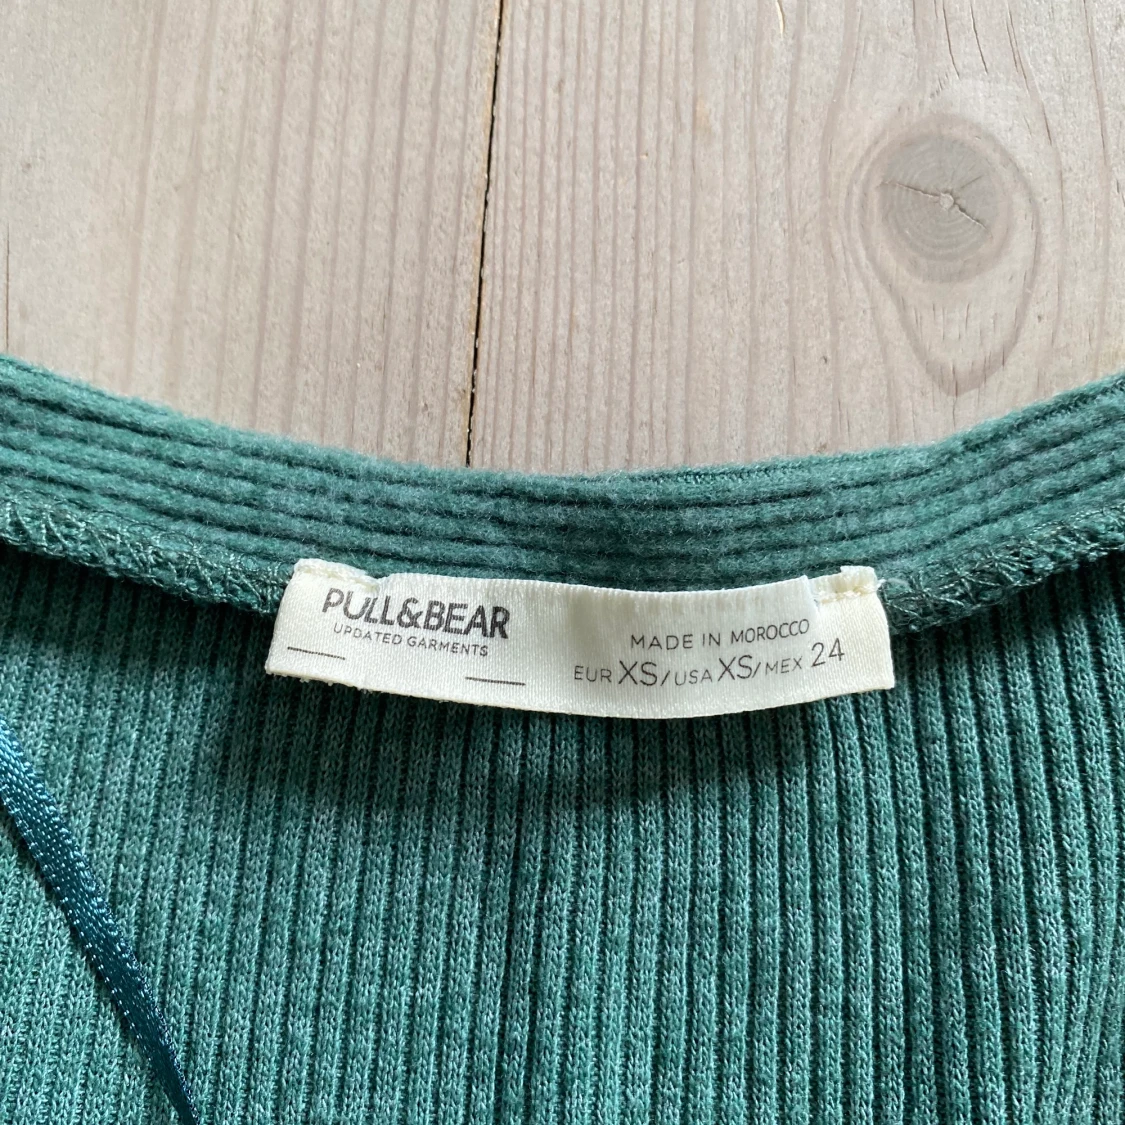 PULL&BEAR
UPDATED GARMENTS
MADE IN MOROCCO
EUR XS/USA XS/MEX 24